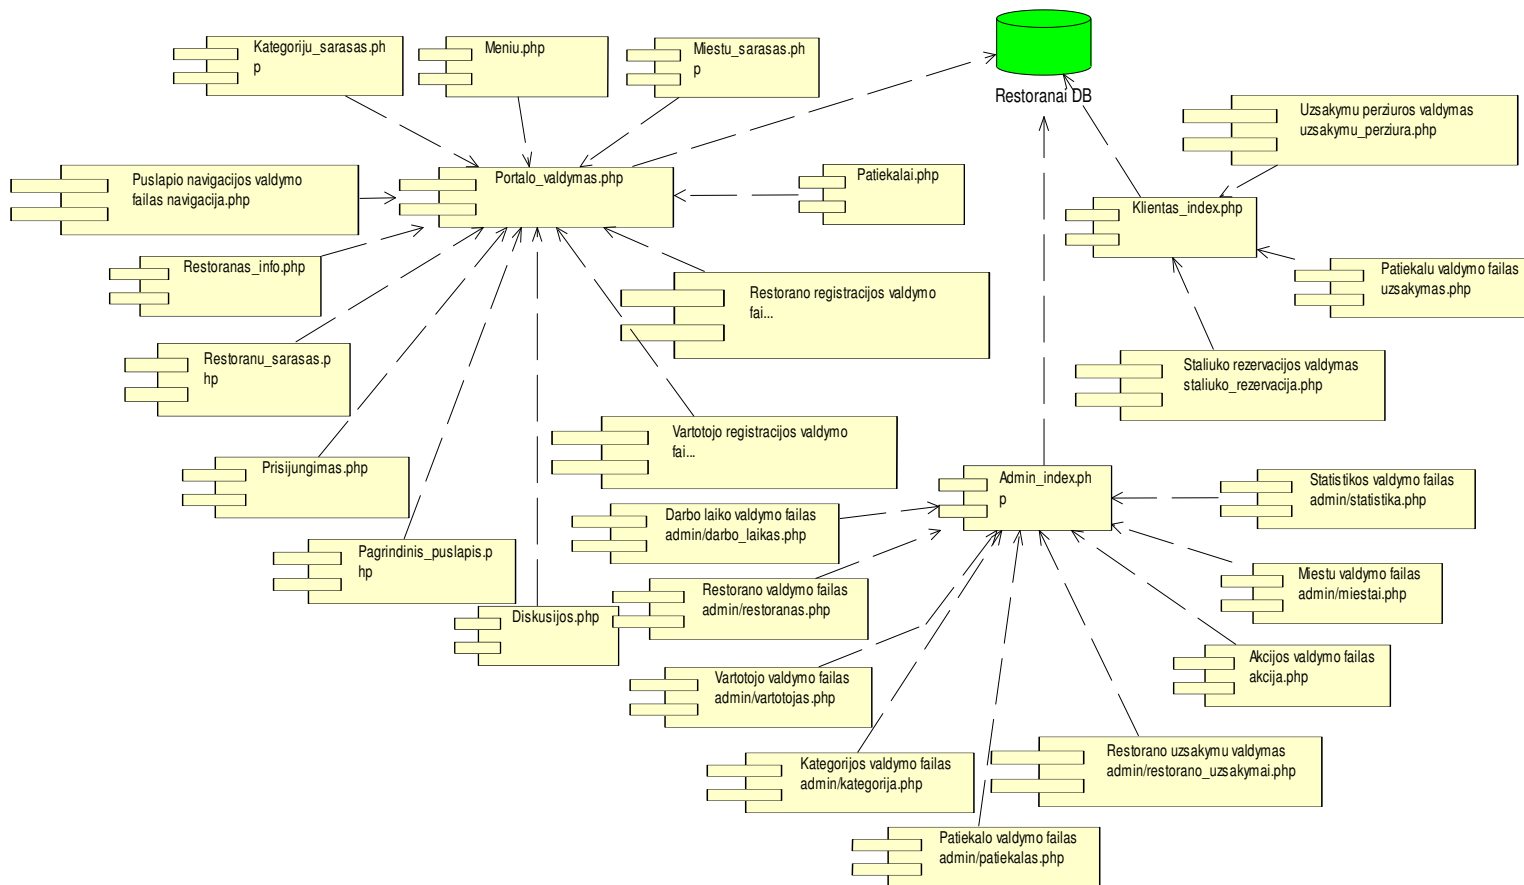 Kategoriju_sarasas.ph
p
Meniu.php
Miestu_sarasas.ph
p
Restoranai DB
Uzsakymu perziuros valdymas
uzsakymu_perziura.php
Puslapio navigacijos valdymo
failas navigacija.php
Portalo_valdymas.php
Patiekalai.php
Klientas_index.php
Restoranas_info.php
Restorano registracijos valdymo
fai...
Patiekalu valdymo failas
uzsakymas.php
Restoranu_sarasas.p
hp
Staliuko rezervacijos valdymas
staliuko_rezervacija.php
Vartotojo registracijos valdymo
fai...
Prisijungimas.php
Admin_index.ph
p
Statistikos valdymo failas
admin/statistika.php
Darbo laiko valdymo failas
admin/darbo_laikas.php
Pagrindinis_puslapis.p
hp
Restorano valdymo failas
admin/restoranas.php
Miestu valdymo failas
admin/miestai.php
Diskusijos.php
Vartotojo valdymo failas
admin/vartotojas.php
Akcijos valdymo failas
akcija.php
Kategorijos valdymo failas
admin/kategorija.php
Restorano uzsakymu valdymas
admin/restorano_uzsakymai.php
Patiekalo valdymo failas
admin/patiekalas.php